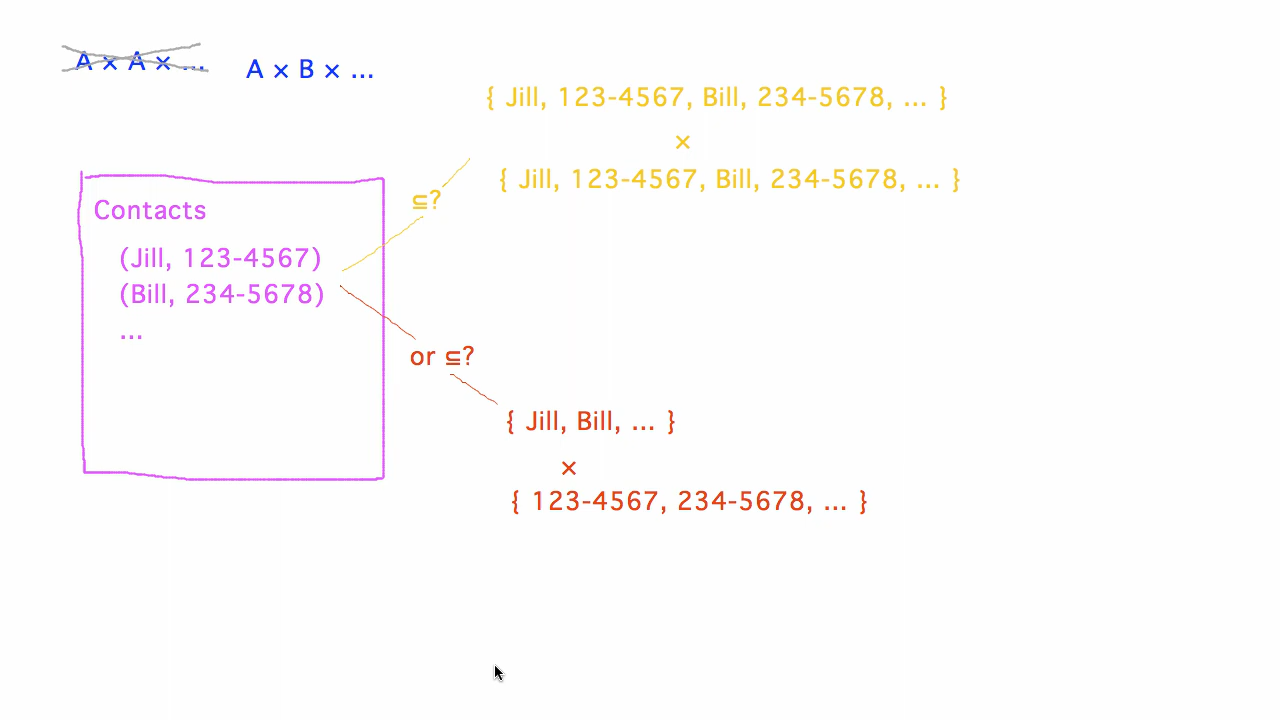 A × A × ...
A × B × ...
{ Jill, 123-4567, Bill, 234-5678, ... }
×
{ Jill, 123-4567, Bill, 234-5678, ... }
⊆?
Contacts
(Jill, 123-4567)
(Bill, 234-5678)
...
or ⊆?
{ Jill, Bill, ... }
×
{ 123-4567, 234-5678, ... }